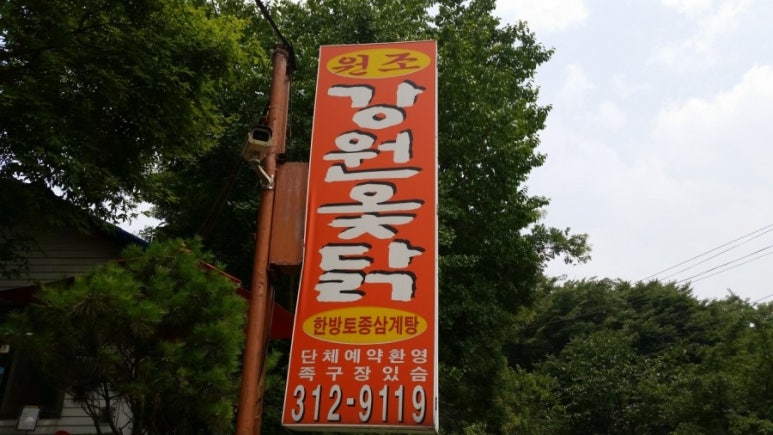 원조
강원옻닭
한방토종삼계탕
단체예약환영
족구장있슴
312-9119